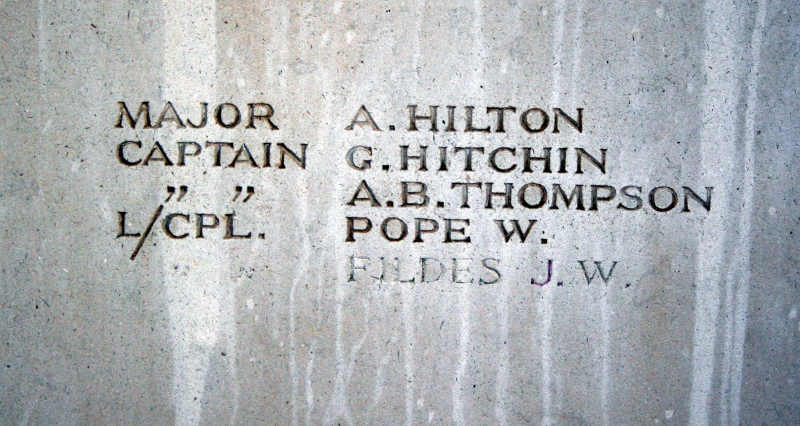 MAJOR A. HILTON
CAPTAIN G. HITCHIN
" " A. B. THOMPSON
L/CPL. POPE W.
" " FILDES J. W.